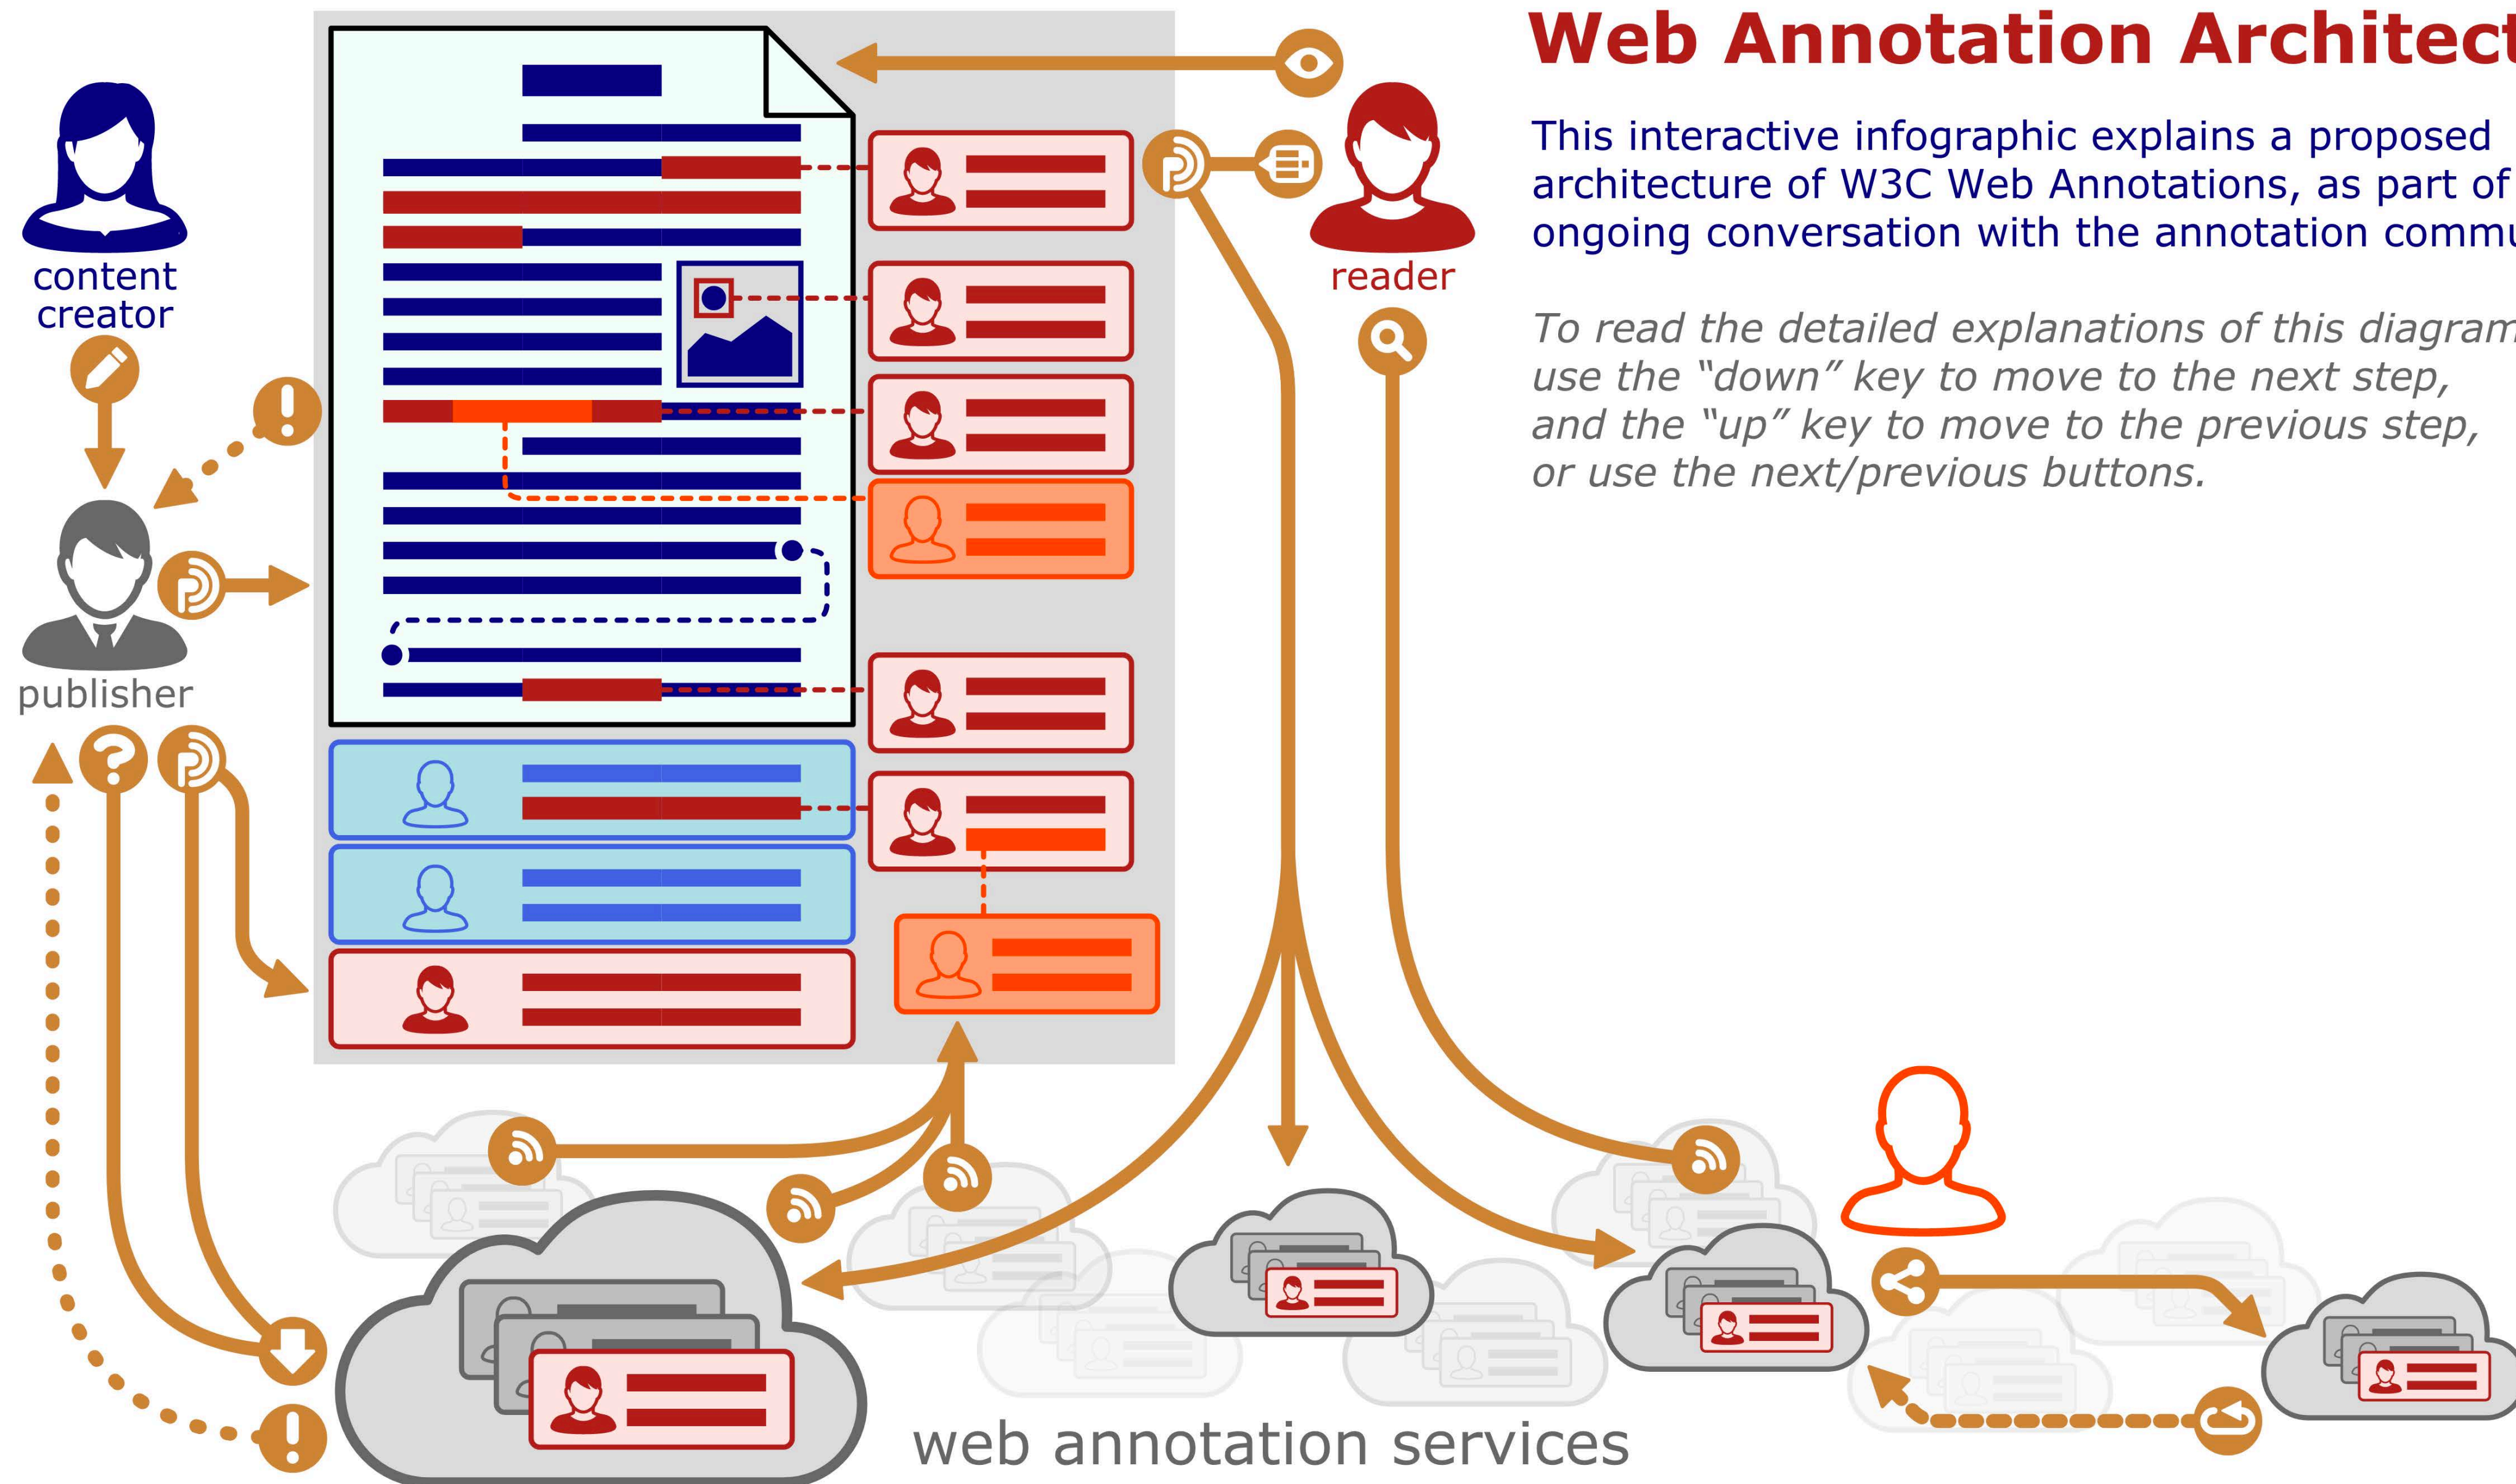 Web Annotation Architect
This interactive infographic explains a proposed
architecture of W3C Web Annotations, as part of
ongoing conversation with the annotation commu
To read the detailed explanations of this diagram
use the “down” key to move to the next step,
and the “up” key to move to the previous step,
or use the next/previous buttons.
content
creator
reader
publisher
web annotation services